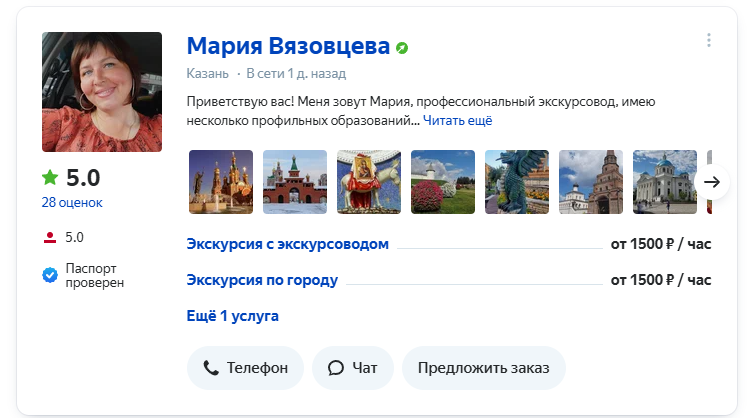 Мария Вязовцева
Казань · В сети 1 д. назад
Приветствую вас! Меня зовут Мария, профессиональный экскурсовод, имею
несколько профильных образований... Читать ещё
5.0
28 оценок
5.0
Паспорт
проверен
Экскурсия с экскурсоводом от 1500 ₽ / час
Экскурсия по городу от 1500 ₽ / час
Ещё 1 услуга
Телефон Чат Предложить заказ